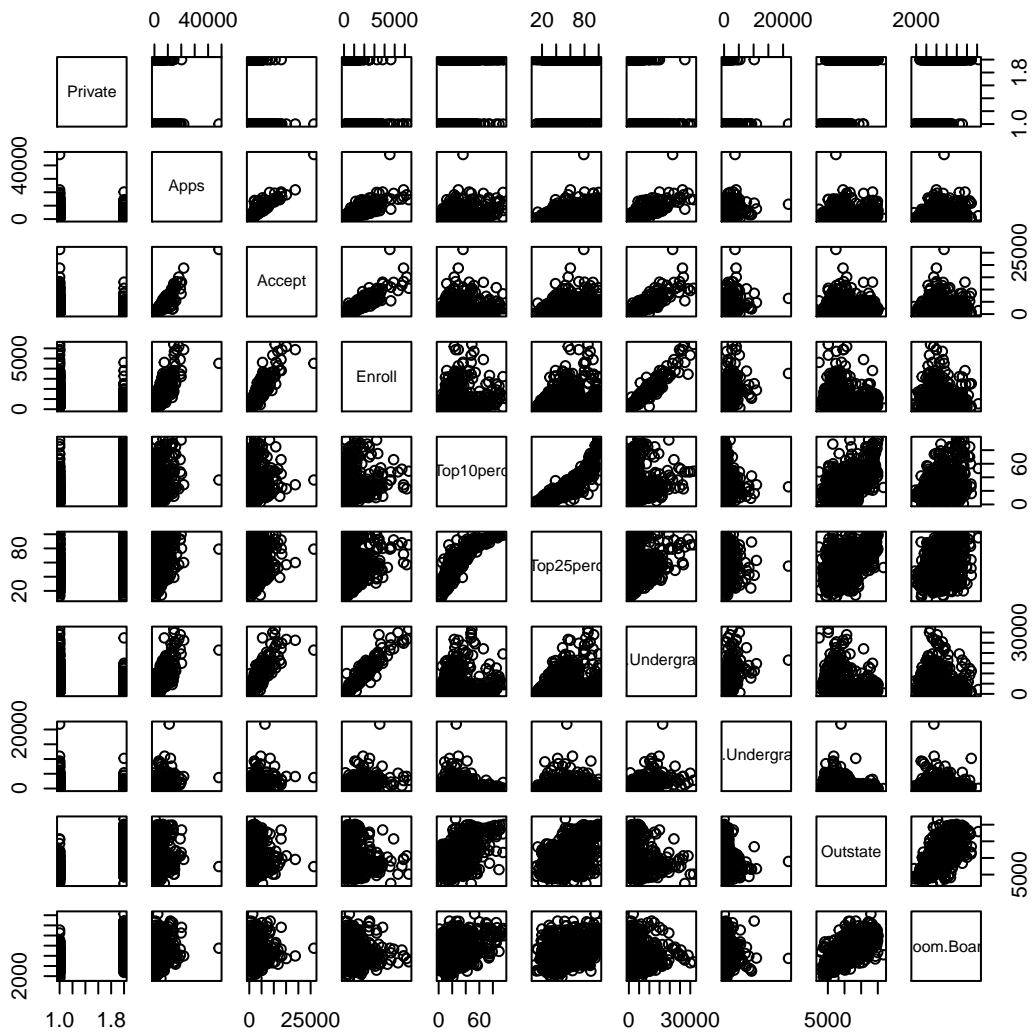 0 40000 0 5000 20 80 0 20000 2000
Private 1.0 1.8
0 40000 Apps
Accept 0 25000
0 5000 Enroll
Top10perc 0 60
20 80 Top25perc
.Undergra 0 30000
0 20000 .Undergra
Outstate 5000
2000 oom.Boar
1.0 1.8 0 25000 0 60 0 30000 5000